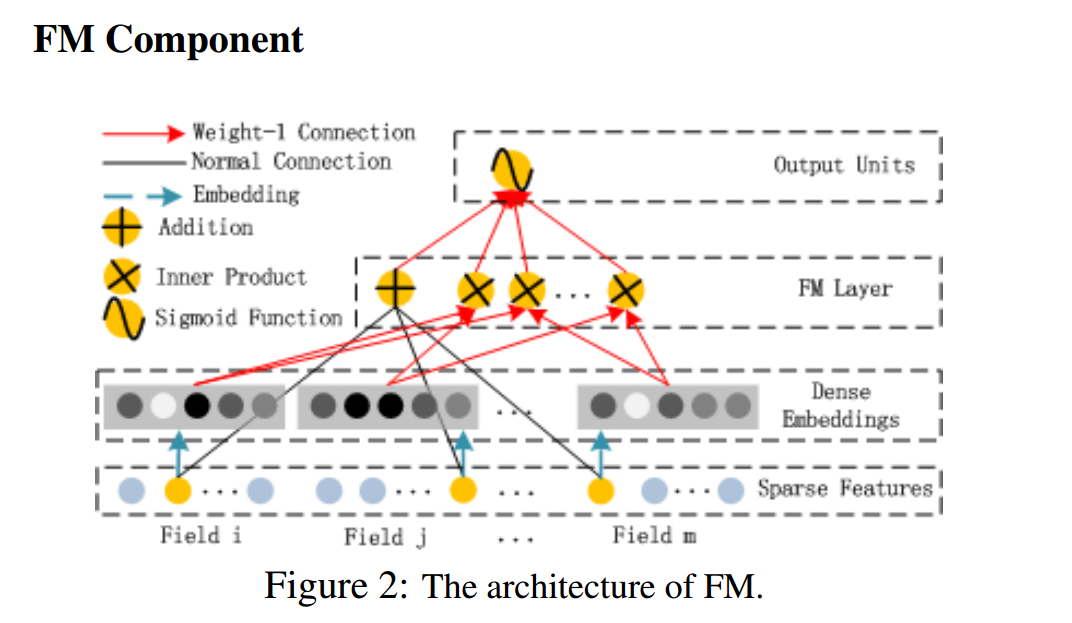 FM Component
Weight-1 Connection
Normal Connection
Embedding
Addition
Inner Product
Sigmoid Function
Output Units
FM Layer
...
Dense
Embeddings
...
... ... ... ...
Sparse Features
Field i Field j ... Field m
Figure 2: The architecture of FM.